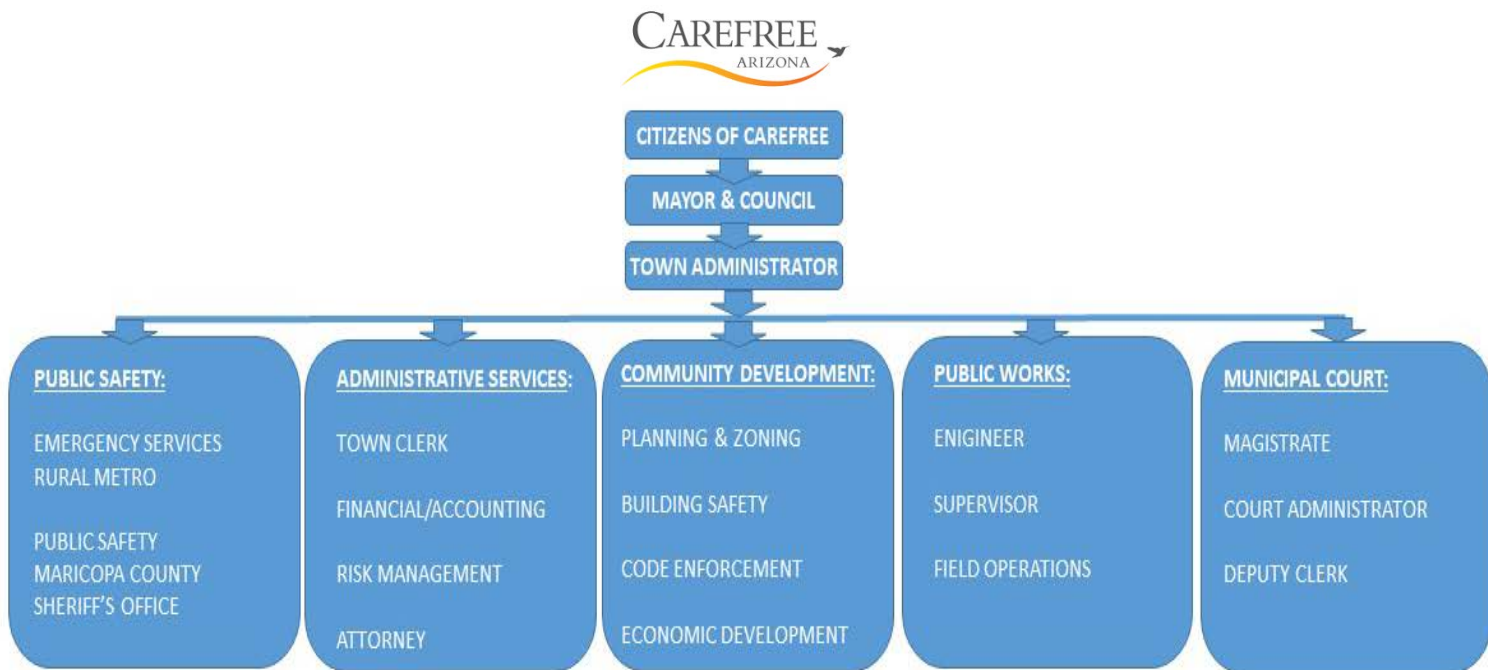 CAREFREE
ARIZONA
CITIZENS OF CAREFREE
MAYOR & COUNCIL
TOWN ADMINISTRATOR
PUBLIC SAFETY:
EMERGENCY SERVICES
RURAL METRO
PUBLIC SAFETY
MARICOPA COUNTY
SHERIFF'S OFFICE
ADMINISTRATIVE SERVICES:
TOWN CLERK
FINANCIAL/ACCOUNTING
RISK MANAGEMENT
ATTORNEY
COMMUNITY DEVELOPMENT:
PLANNING & ZONING
BUILDING SAFETY
CODE ENFORCEMENT
ECONOMIC DEVELOPMENT
PUBLIC WORKS:
ENIGINEER
SUPERVISOR
FIELD OPERATIONS
MUNICIPAL COURT:
MAGISTRATE
COURT ADMINISTRATOR
DEPUTY CLERK